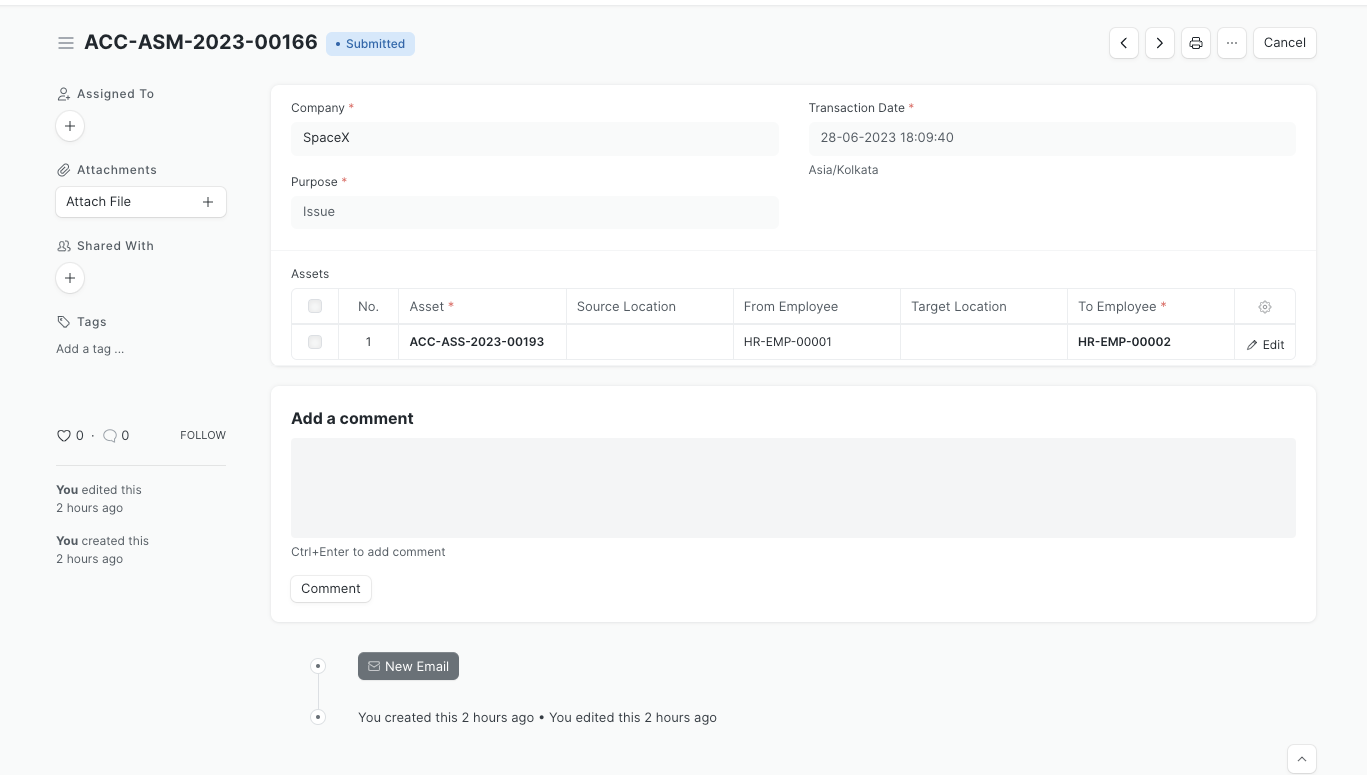 ACC-ASM-2023-00166 • Submitted
··· Cancel
Assigned To
+
Attachments
Attach File +
Shared With
+
Tags
Add a tag ...
0 · 0 FOLLOW
You edited this
2 hours ago
You created this
2 hours ago
Company *
SpaceX
Transaction Date *
28-06-2023 18:09:40
Asia/Kolkata
Purpose *
Issue
Assets
No. Asset * Source Location From Employee Target Location To Employee *
1 ACC-ASS-2023-00193 HR-EMP-00001 HR-EMP-00002 Edit
Add a comment
Ctrl+Enter to add comment
Comment
New Email
You created this 2 hours ago • You edited this 2 hours ago